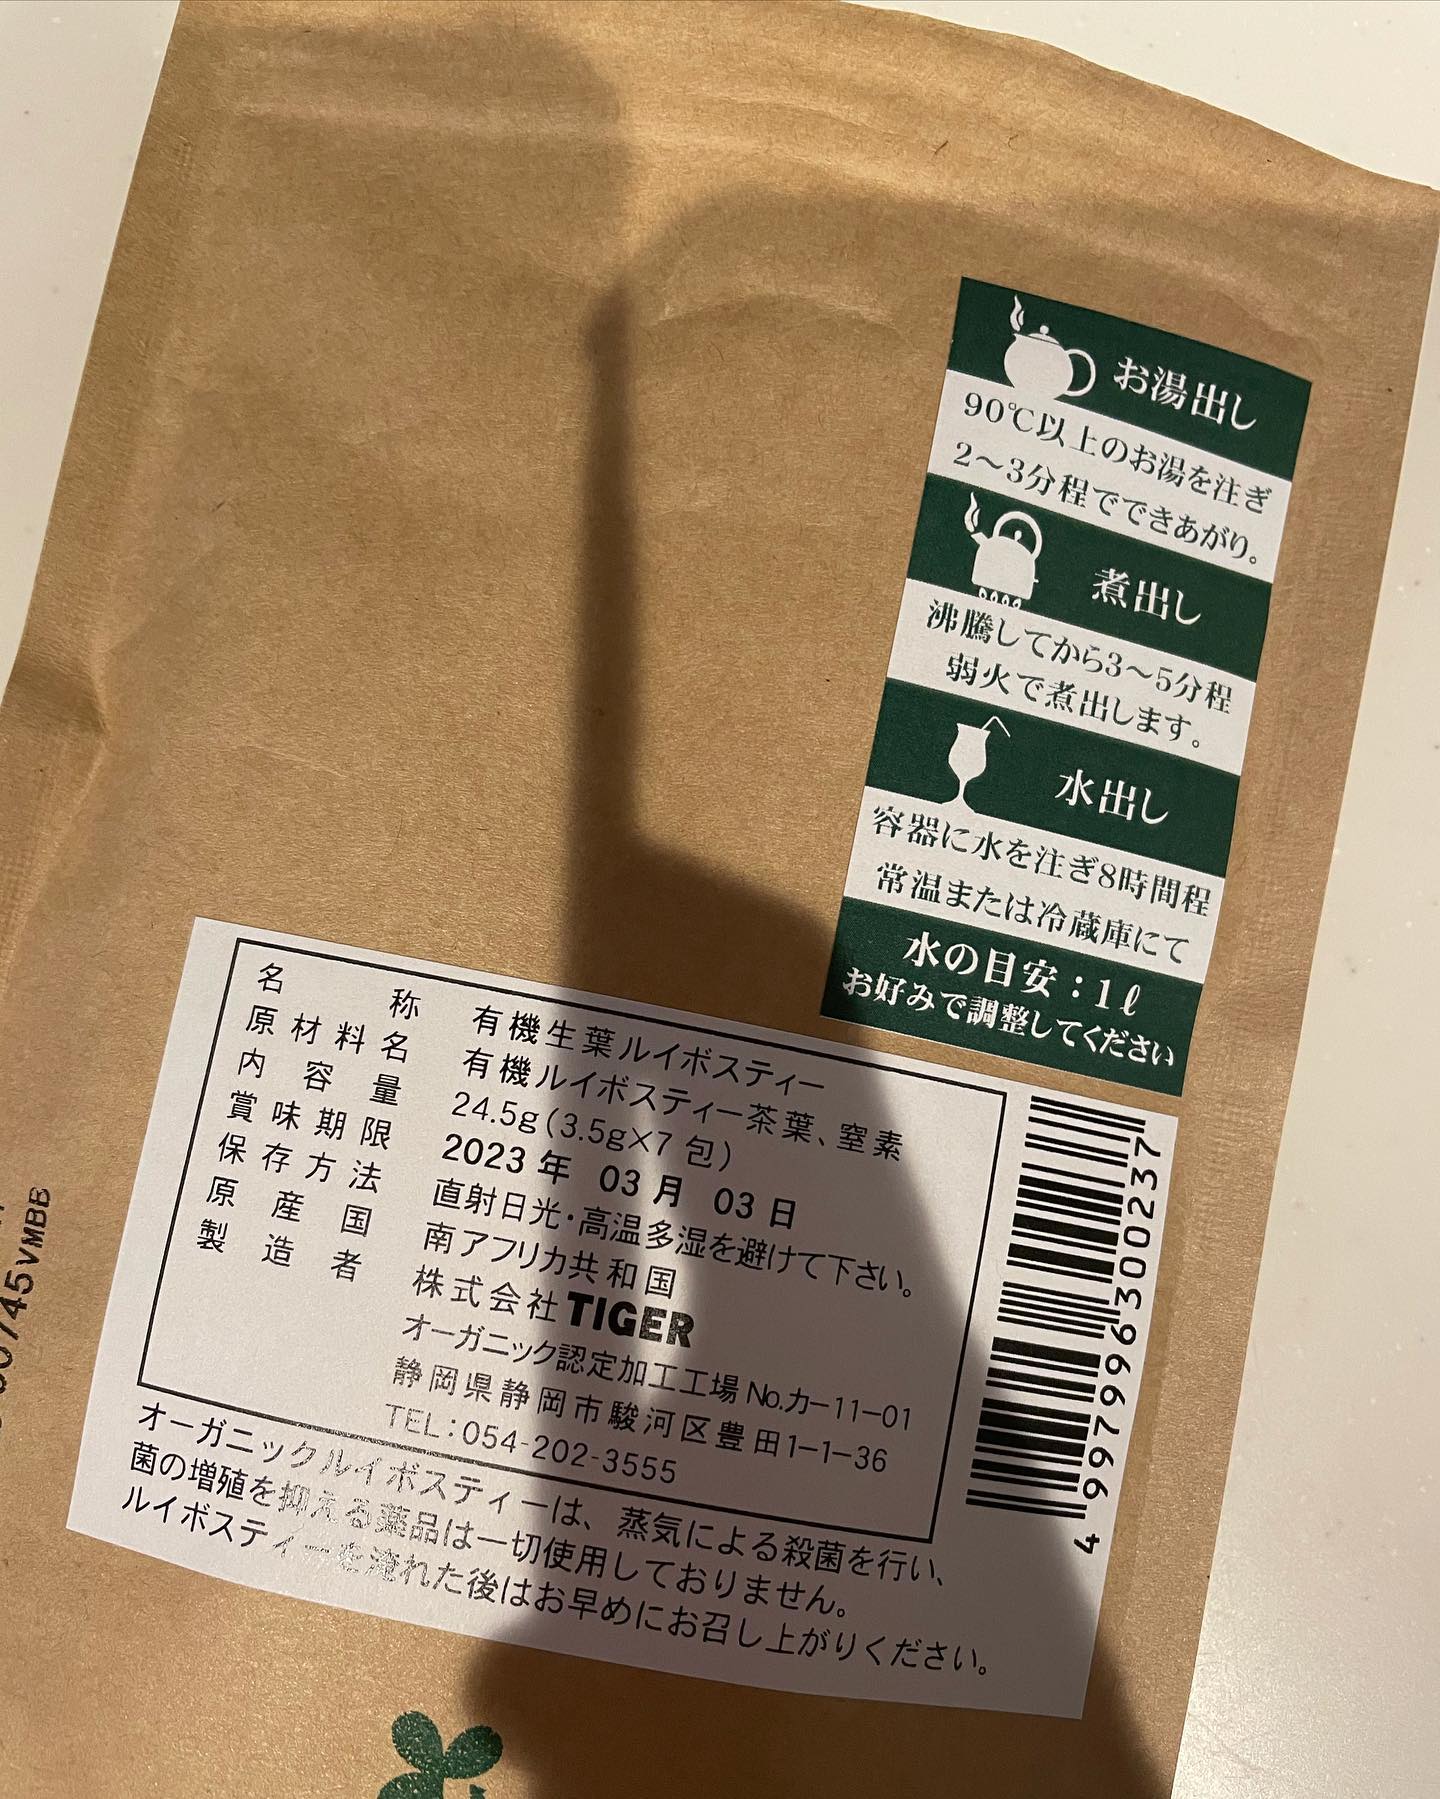 お湯出し
90℃以上のお湯を注ぎ
2〜3分程でできあがり。
煮出し
沸騰してから3〜5分程
弱火で煮出します。
水出し
容器に水を注ぎ8時間程
常温または冷蔵庫にて
水の目安：1ℓ
お好みで調整してください
名称 有機生葉ルイボスティー
原材料名 有機ルイボスティー茶葉、窒素
内容量 24.5g(3.5g×7包)
賞味期限 2023年 03月 03日
保存方法 直射日光・高温多湿を避けて下さい。
原産国 南アフリカ共和国
製造者 株式会社TIGER
オーガニック認定加工工場 No.カー11-01
静岡県静岡市駿河区豊田1-1-36
TEL:054-202-3555
オーガニックルイボスティーは、蒸気による殺菌を行い、
菌の増殖を抑える薬品は一切使用しておりません。
ルイボスティーを淹れた後はお早めにお召し上がりください。
4997996300237
0745VMBB